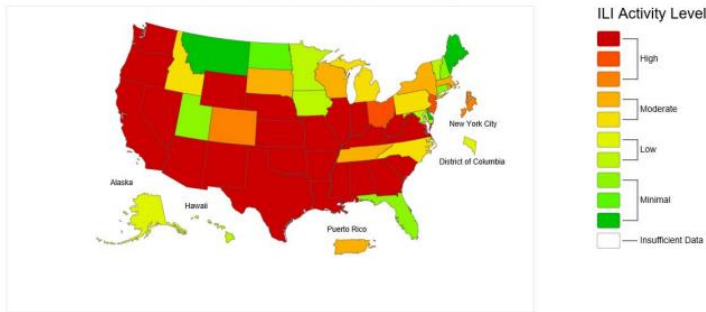 ILI Activity Level
High
Moderate
Low
Minimal
Insufficient Data
New York City
District of Columbia
Alaska
Hawaii
Puerto Rico